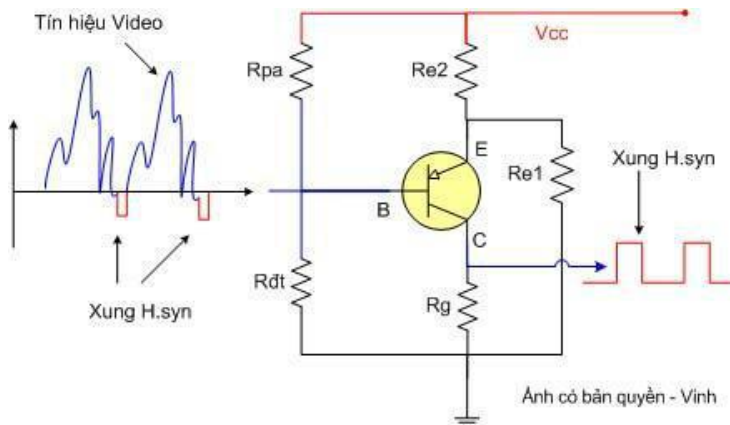 Tín hiệu Video
Vcc
Rpa
Re2
E
Xung H.syn
Re1
B
C
Rđt
Rg
Xung H.syn
Ảnh có bản quyền - Vinh